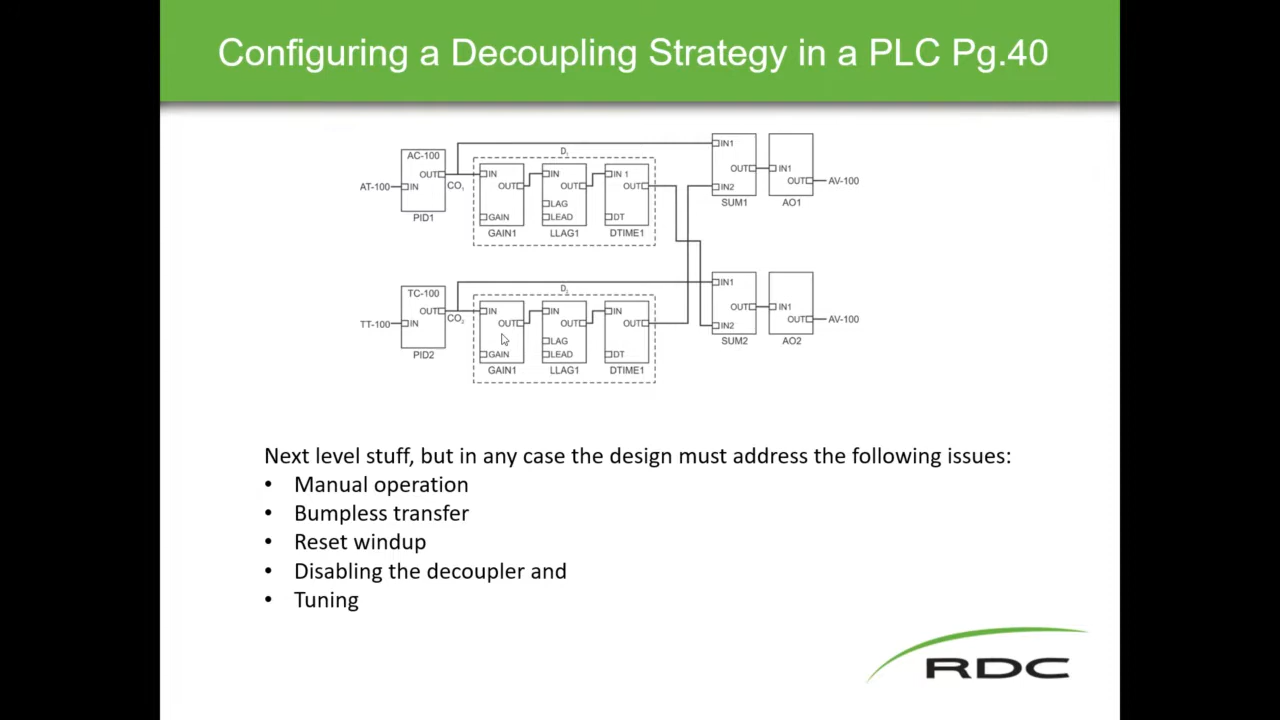 Configuring a Decoupling Strategy in a PLC Pg.40
AC-100
OUT
AT-100
IN
CO₁
PID1
D₁
IN
OUT
GAIN
GAIN1
IN
OUT
LAG
LEAD
LLAG1
IN 1
OUT
DT
DTIME1
IN1
OUT
IN2
SUM1
IN1
OUT
AV-100
AO1
TC-100
OUT
TT-100
IN
CO₂
PID2
D₂
IN
OUT
GAIN
GAIN1
IN
OUT
LAG
LEAD
LLAG1
IN
OUT
DT
DTIME1
IN1
OUT
IN2
SUM2
IN1
OUT
AV-100
AO2
Next level stuff, but in any case the design must address the following issues:
• Manual operation
• Bumpless transfer
• Reset windup
• Disabling the decoupler and
• Tuning
RDC